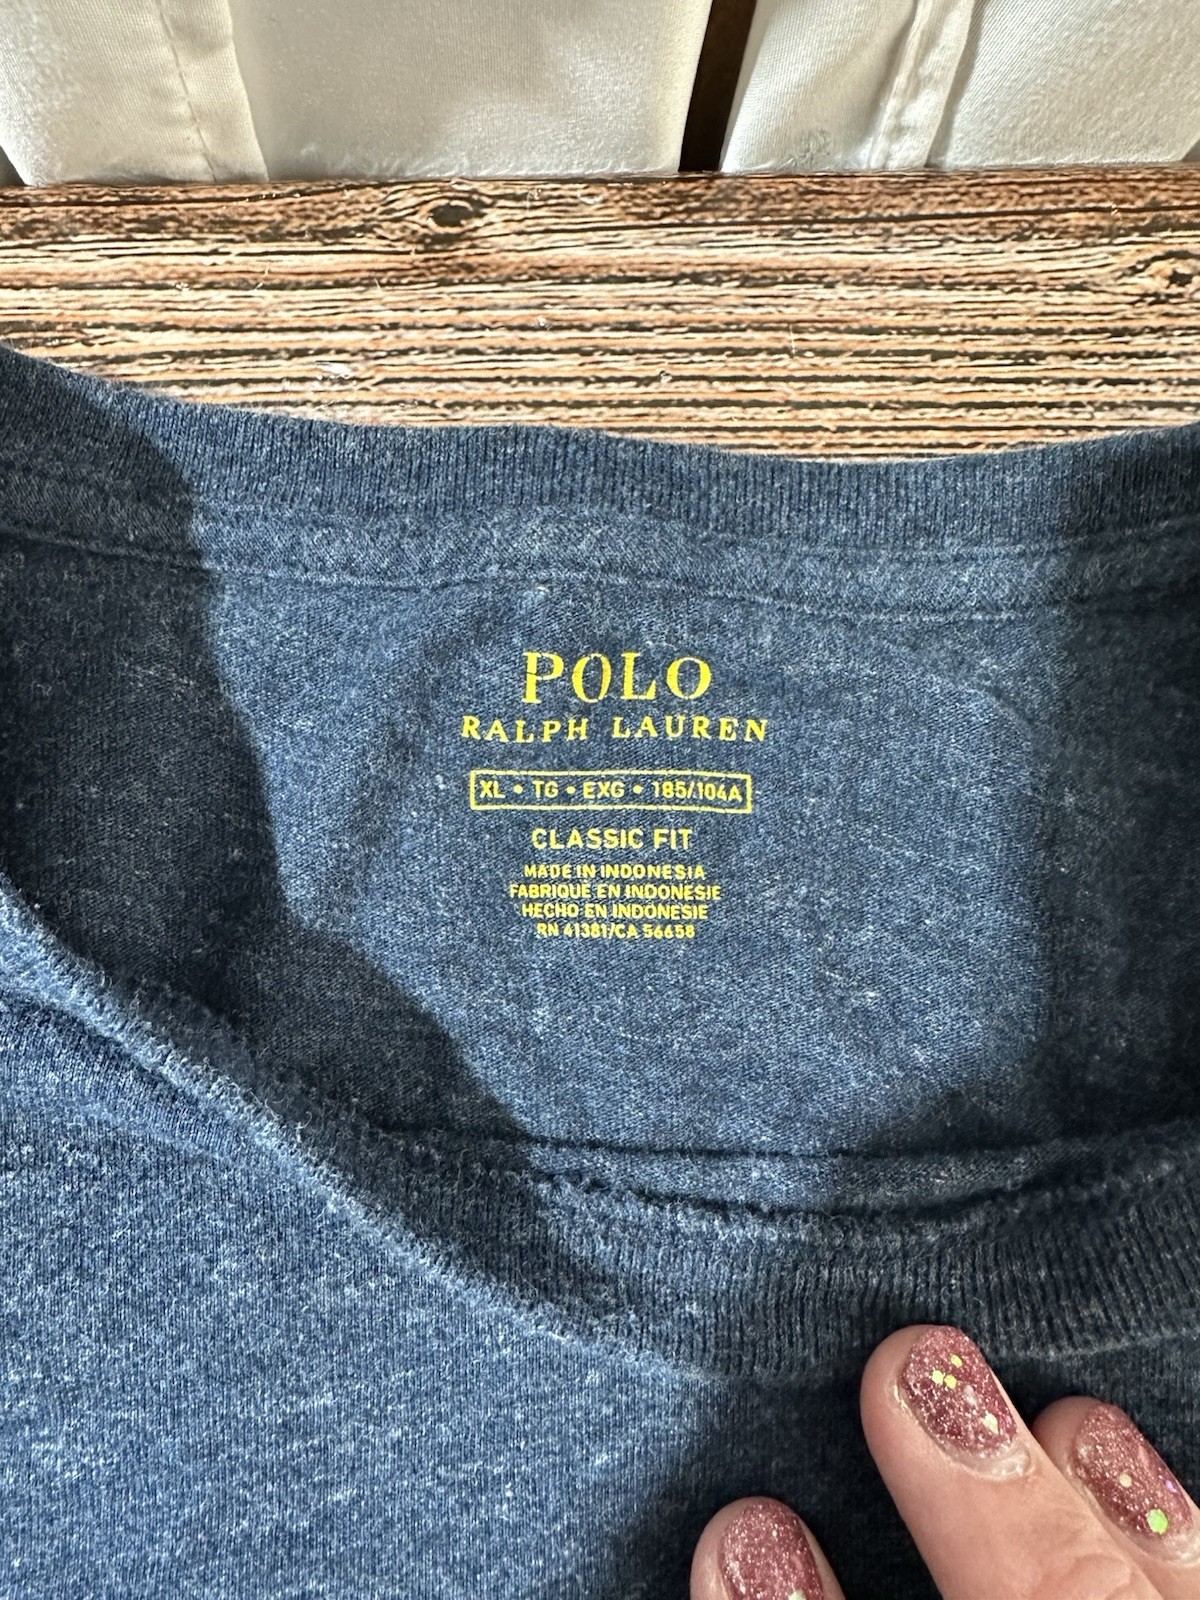 POLO
RALPH LAUREN
XL • TG • EXG • 185/104A
CLASSIC FIT
MADE IN INDONESIA
FABRIQUÉ EN INDONESIE
HECHO EN INDONESIE
RN 41381/CA 56658